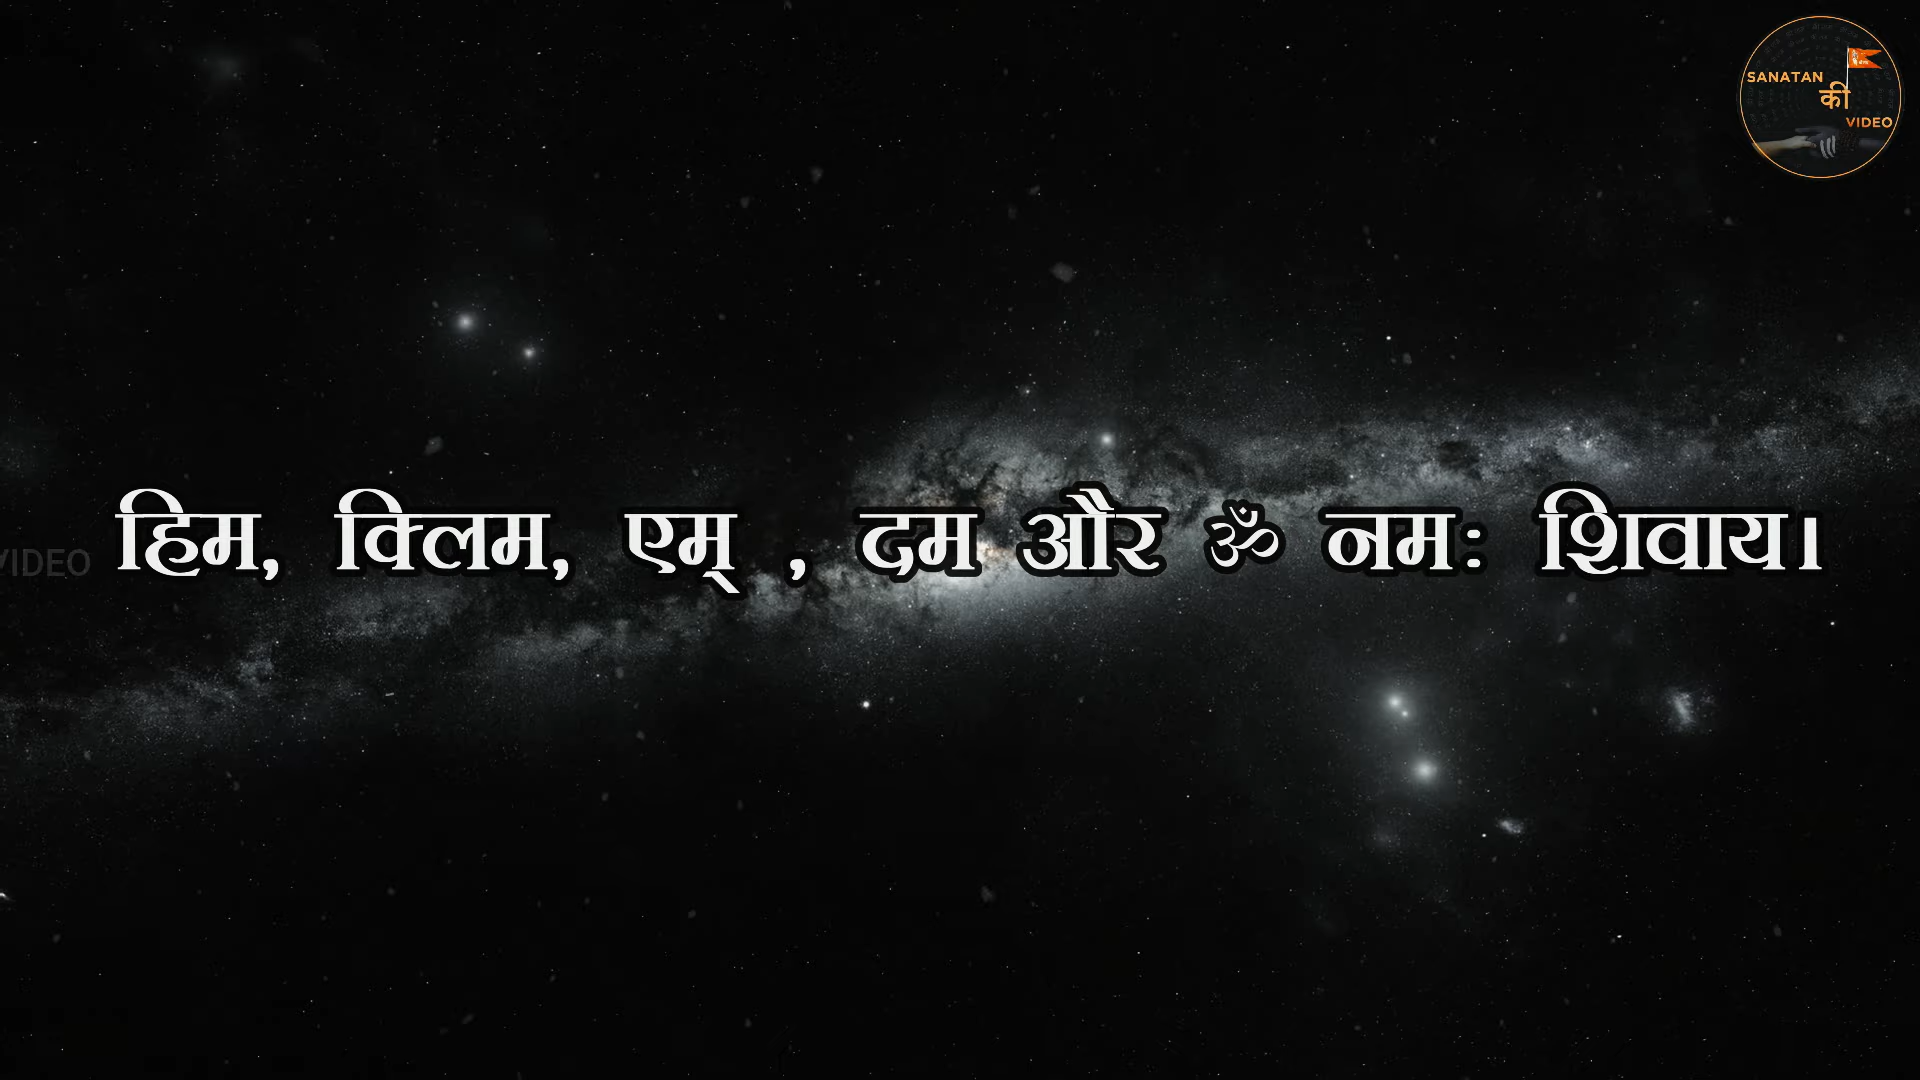 SANATAN
की
VIDEO
हिम, क्लिम, एम् , दम और ॐ नमः शिवाय।
VIDEO